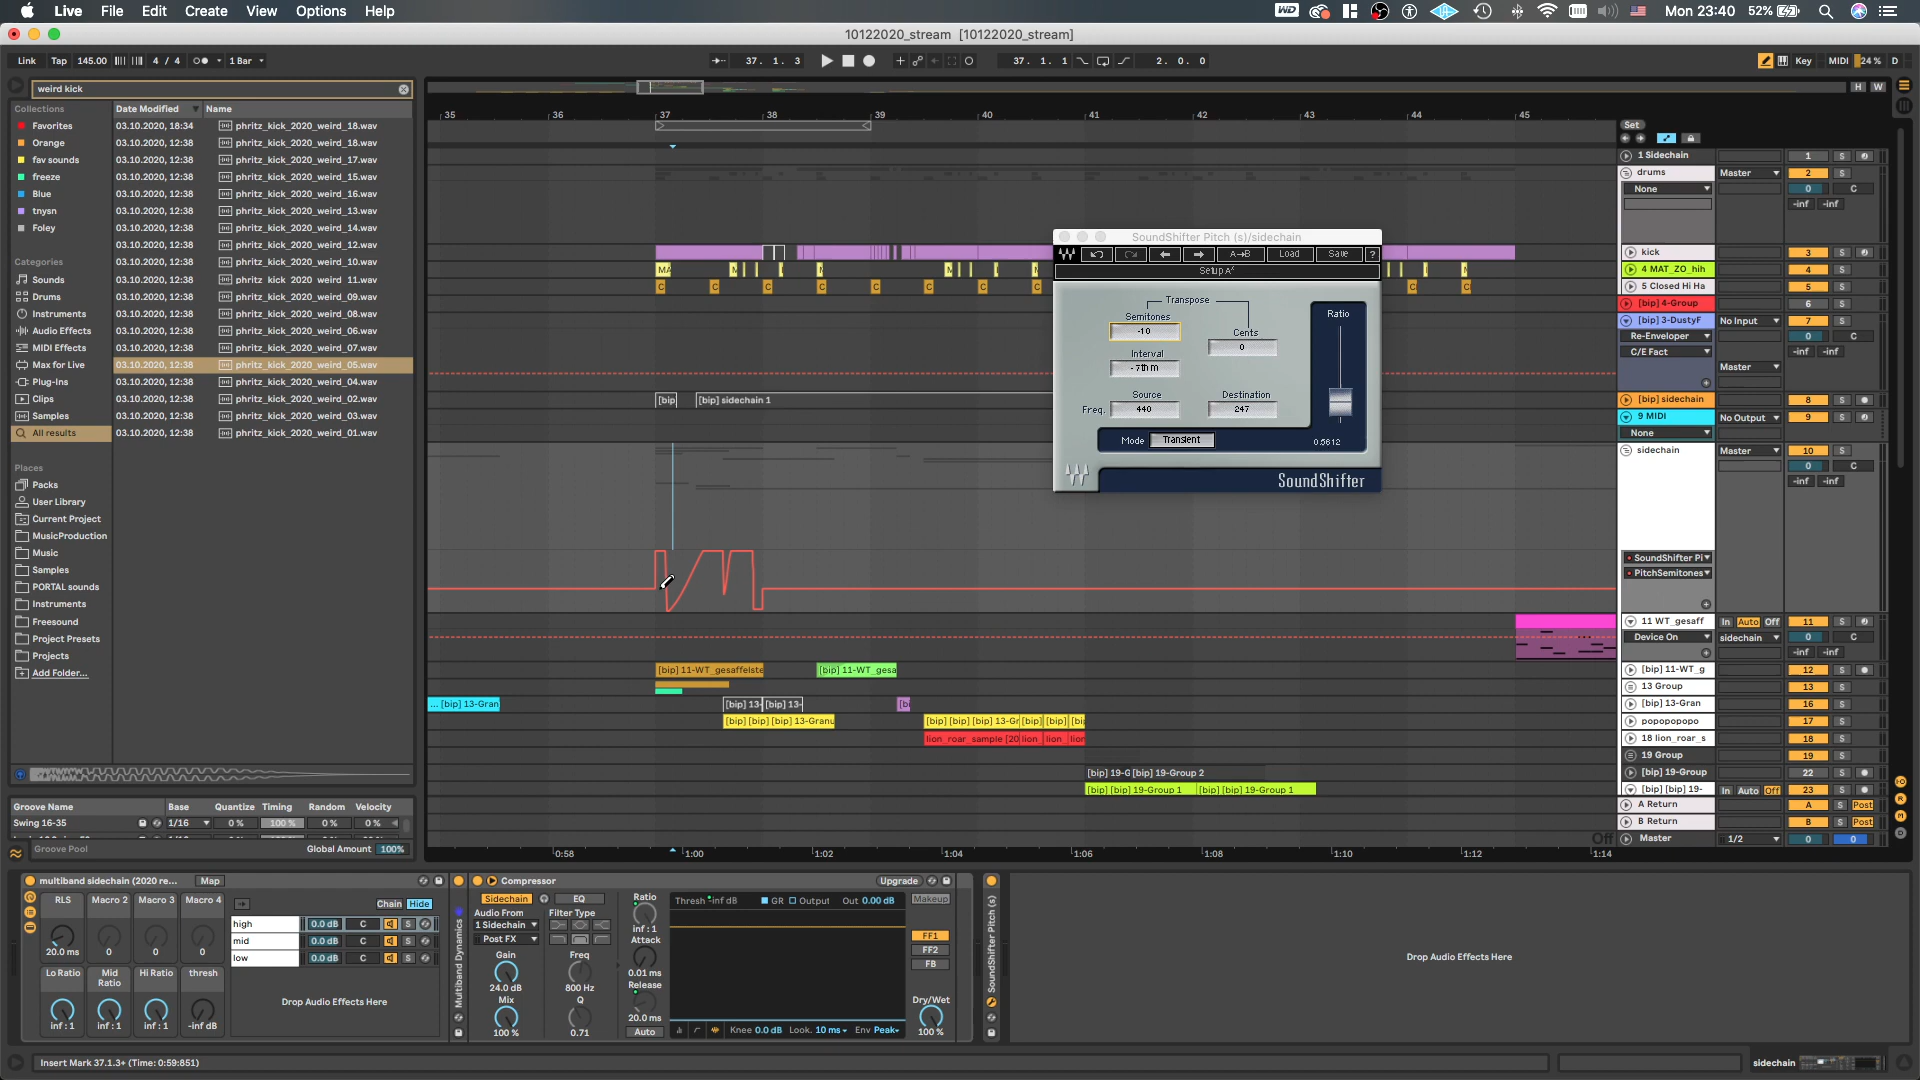 Live File Edit Create View Options Help
Mon 23:40 52%
10122020_stream [10122020_stream]
Link Tap 145.00 4 / 4 1 Bar
37. 1. 3
37. 1. 1
2. 0. 0
Key MIDI 24 % D
weird kick
H W
Collections
Favorites
Orange
fav sounds
freeze
Blue
tnysn
Foley
Categories
Sounds
Drums
Instruments
Audio Effects
MIDI Effects
Max for Live
Plug-Ins
Clips
Samples
All results
Places
Packs
User Library
Current Project
MusicProduction
Music
Samples
PORTAL sounds
Instruments
Freesound
Project Presets
Projects
Add Folder...
Date Modified Name
03.10.2020, 18:34 phritz_kick_2020_weird_18.wav
03.10.2020, 12:38 phritz_kick_2020_weird_18.wav
03.10.2020, 12:38 phritz_kick_2020_weird_17.wav
03.10.2020, 12:38 phritz_kick_2020_weird_15.wav
03.10.2020, 12:38 phritz_kick_2020_weird_16.wav
03.10.2020, 12:38 phritz_kick_2020_weird_13.wav
03.10.2020, 12:38 phritz_kick_2020_weird_14.wav
03.10.2020, 12:38 phritz_kick_2020_weird_12.wav
03.10.2020, 12:38 phritz_kick_2020_weird_10.wav
03.10.2020, 12:38 phritz_kick_2020_weird_11.wav
03.10.2020, 12:38 phritz_kick_2020_weird_09.wav
03.10.2020, 12:38 phritz_kick_2020_weird_08.wav
03.10.2020, 12:38 phritz_kick_2020_weird_06.wav
03.10.2020, 12:38 phritz_kick_2020_weird_07.wav
03.10.2020, 12:38 phritz_kick_2020_weird_05.wav
03.10.2020, 12:38 phritz_kick_2020_weird_04.wav
03.10.2020, 12:38 phritz_kick_2020_weird_02.wav
03.10.2020, 12:38 phritz_kick_2020_weird_03.wav
03.10.2020, 12:38 phritz_kick_2020_weird_01.wav
35 36 37 38 39 40 41 42 43 44 45
MA
C C C C C C C C C C
[bip [bip] sidechain 1
[bip] 11-WT_gesaffelste [bip] 11-WT_gesa
... [bip] 13-Gran [bip] 13- [bip] 13- [bi
[bip] [bip] [bip] 13-Granu [bip] [bip] [bip] 13-Gr [bip] [bip] [bip
lion_roar_sample [20 lion_ lion_ lion
[bip] 19-G [bip] 19-Group 2
[bip] [bip] 19-Group 1 [bip] [bip] 19-Group 1
Off
0:58 1:00 1:02 1:04 1:06 1:08 1:10 1:12 1:14
SoundShifter Pitch (s)/sidechain
A->B Load Save ?
Setup A*
Transpose
Semitones
-10
Cents
0
Interval
-7th m
Source
Destination
Freq. 440 247
Mode Transient
Ratio
0.5612
SoundShifter
Set
1 Sidechain 1 S
drums Master 2 S
None 0 C
-inf -inf
kick 3 S
4 MAT_ZO_hih 4 S
5 Closed Hi Ha 5 S
[bip] 4-Group 6 S
[bip] 3-DustyF No Input 7 S
Re-Enveloper 0 C
C/E Fact -inf -inf
Master
[bip] sidechain 8 S
9 MIDI No Output 9 S
None
sidechain Master 10 S
0 C
-inf -inf
SoundShifter Pi
PitchSemitones
11 WT_gesaff In Auto Off 11 S
Device On sidechain 0 C
-inf -inf
[bip] 11-WT_g 12 S
13 Group 13 S
[bip] 13-Gran 16 S
popopopopo 17 S
18 lion_roar_s 18 S
19 Group 19 S
[bip] 19-Group 22 S
[bip] [bip] 19- In Auto Off 23 S
A Return A S Post
B Return B S Post
Master 1/2 0 0
Groove Name Base Quantize Timing Random Velocity
Swing 16-35 1/16 0 % 100 % 0 % 0 %
Groove Pool Global Amount 100%
multiband sidechain (2020 re... Map
RLS Macro 2 Macro 3 Macro 4
20.0 ms 0 0 0
Lo Ratio Mid Ratio Hi Ratio thresh
inf : 1 inf : 1 inf : 1 -inf dB
Chain Hide
high 0.0 dB C S
mid 0.0 dB C S
low 0.0 dB C S
Drop Audio Effects Here
Multiband Dynamics
Compressor Upgrade
Sidechain EQ
Audio From Filter Type
1 Sidechain
Post FX
Gain Freq
24.0 dB 800 Hz
Mix Q
100 % 0.71
Ratio
inf : 1
Attack
0.01 ms
Release
20.0 ms
Auto
Thresh -inf dB GR Output Out 0.00 dB
Knee 0.0 dB Look. 10 ms Env Peak
Makeup
FF1
FF2
FB
Dry/Wet
100 %
SoundShifter Pitch (s)
Drop Audio Effects Here
Insert Mark 37.1.3+ (Time: 0:59:851)
sidechain